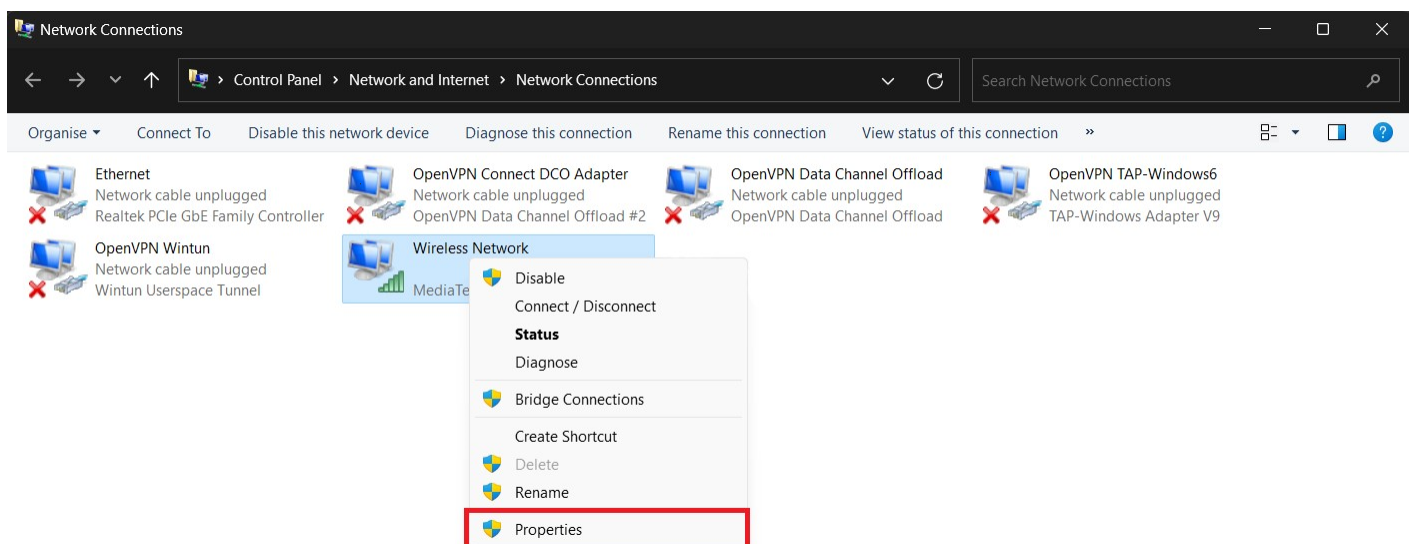 Network Connections
Control Panel > Network and Internet > Network Connections
Search Network Connections
Organise
Connect To
Disable this network device
Diagnose this connection
Rename this connection
View status of this connection
»
Ethernet
Network cable unplugged
Realtek PCIe GbE Family Controller
OpenVPN Connect DCO Adapter
Network cable unplugged
OpenVPN Data Channel Offload #2
OpenVPN Data Channel Offload
Network cable unplugged
OpenVPN Data Channel Offload
OpenVPN TAP-Windows6
Network cable unplugged
TAP-Windows Adapter V9
OpenVPN Wintun
Network cable unplugged
Wintun Userspace Tunnel
Wireless Network
MediaTe
Disable
Connect / Disconnect
Status
Diagnose
Bridge Connections
Create Shortcut
Delete
Rename
Properties